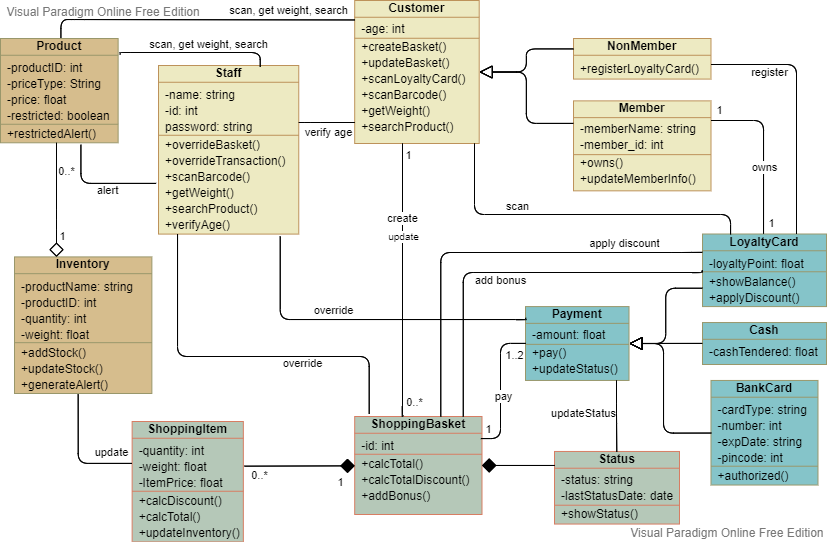 Visual Paradigm Online Free Edition
scan, get weight, search
Customer
-age: int
+createBasket()
+updateBasket()
+scanLoyaltyCard()
+scanBarcode()
+getWeight()
+searchProduct()
Product
-productID: int
-priceType: String
-price: float
-restricted: boolean
+restrictedAlert()
scan, get weight, search
Staff
-name: string
-id: int
password: string
+overrideBasket()
+overrideTransaction()
+scanBarcode()
+getWeight()
+searchProduct()
+verifyAge()
verify age
NonMember
+registerLoyaltyCard()
register
Member
-memberName: string
-member_id: int
+owns()
+updateMemberInfo()
1
owns
1
0..*
alert
1
1
create
update
scan
Inventory
-productName: string
-productID: int
-quantity: int
-weight: float
+addStock()
+updateStock()
+generateAlert()
LoyaltyCard
-loyaltyPoint: float
+showBalance()
+applyDiscount()
apply discount
add bonus
override
Payment
-amount: float
+pay()
+updateStatus()
1..2
Cash
-cashTendered: float
override
pay
BankCard
-cardType: string
-number: int
-expDate: string
-pincode: int
+authorized()
updateStatus
0..*
1
ShoppingItem
-quantity: int
-weight: float
-ItemPrice: float
+calcDiscount()
+calcTotal()
+updateInventory()
update
0..*
1
ShoppingBasket
-id: int
+calcTotal()
+calcTotalDiscount()
+addBonus()
Status
-status: string
-lastStatusDate: date
+showStatus()
Visual Paradigm Online Free Edition